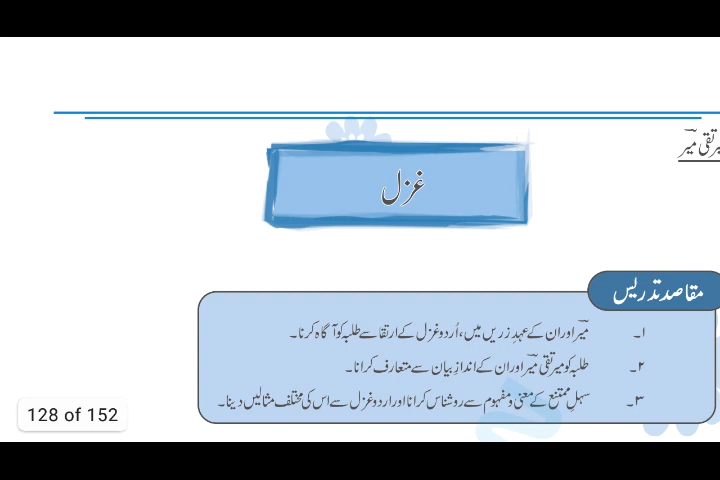 تقی میرؔ
غزل
مقاصد تدریس
۱۔ میرؔ اور ان کے عہدِ زریں میں، اُردو غزل کے ارتقا سے طلبہ کو آگاہ کرنا۔
۲۔ طلبہ کو میر تقی میرؔ اور ان کے اندازِ بیان سے متعارف کرانا۔
۳۔ سہلِ ممتنع کے معنی و مفہوم سے روشناس کرانا اور اردو غزل سے اس کی مختلف مثالیں دینا۔
128 of 152